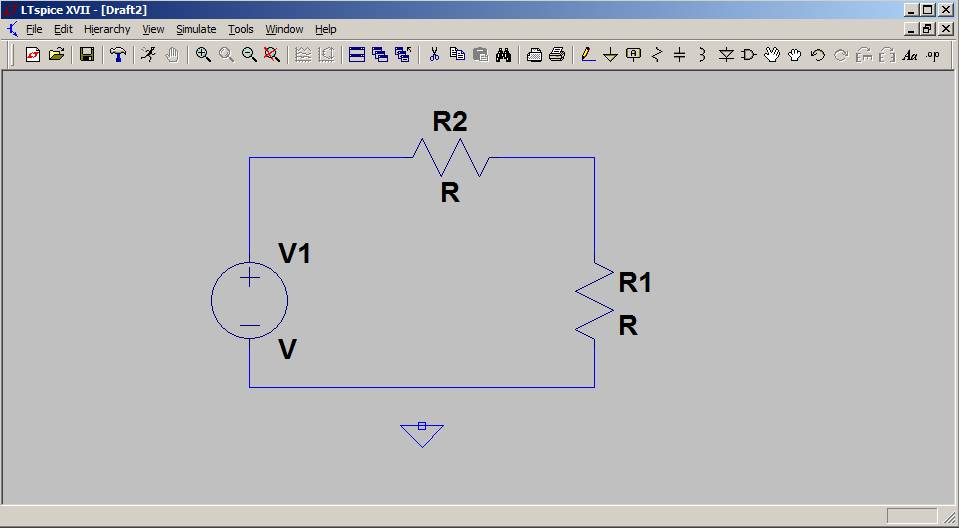 LTspice XVII - [Draft2]
File Edit Hierarchy View Simulate Tools Window Help
A Aa .op
R2
R
V1
R1
R
V